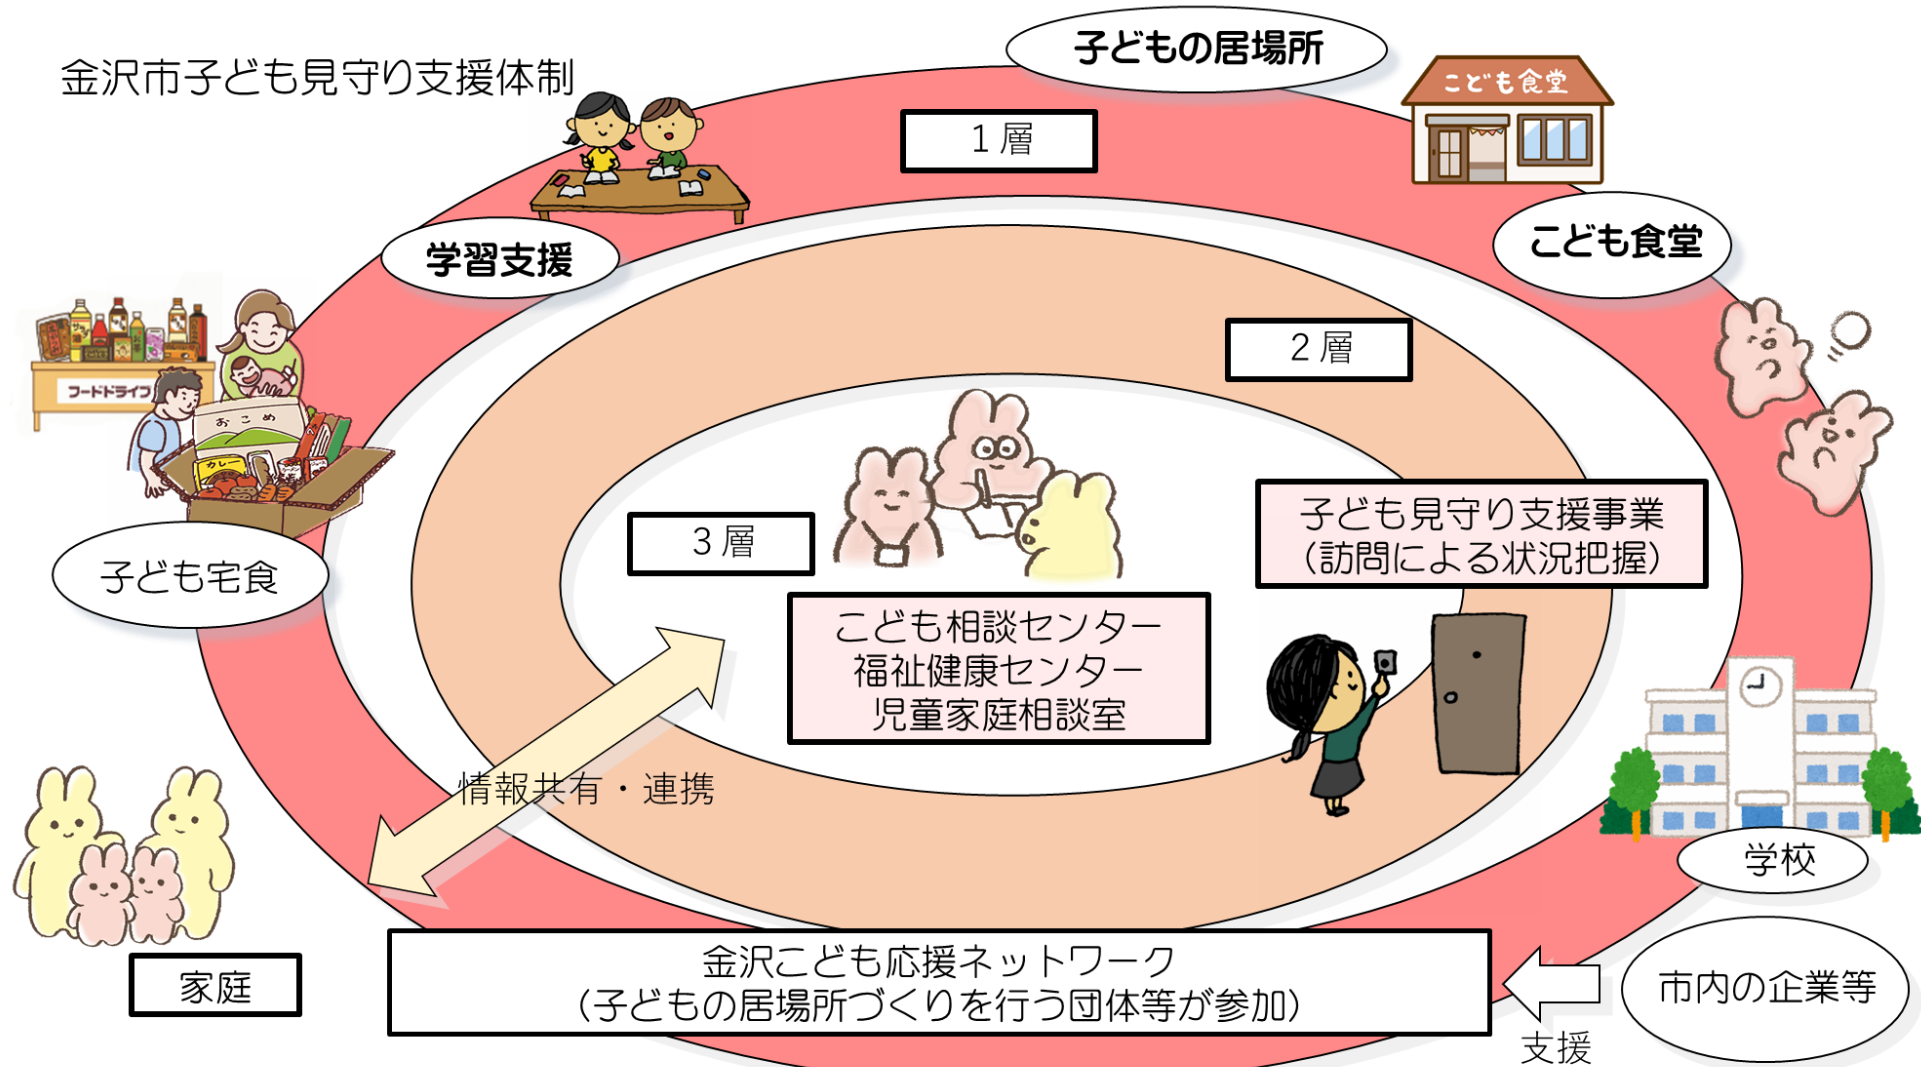 金沢市子ども見守り支援体制
子どもの居場所
こども食堂
1層
学習支援
こども食堂
2層
フードドライブ
おこめ
カレー
3層
子ども見守り支援事業
(訪問による状況把握)
子ども宅食
こども相談センター
福祉健康センター
児童家庭相談室
情報共有・連携
学校
家庭
金沢こども応援ネットワーク
(子どもの居場所づくりを行う団体等が参加)
市内の企業等
支援